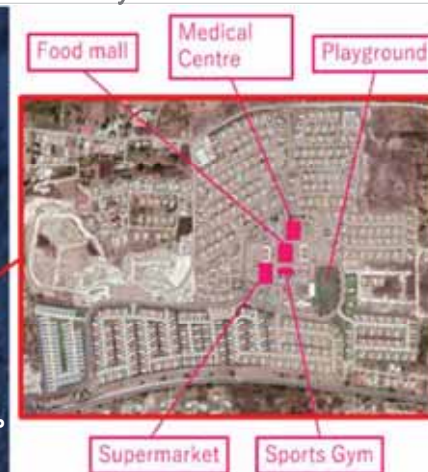 Food mall
Medical
Centre
Playground
Supermarket
Sports Gym